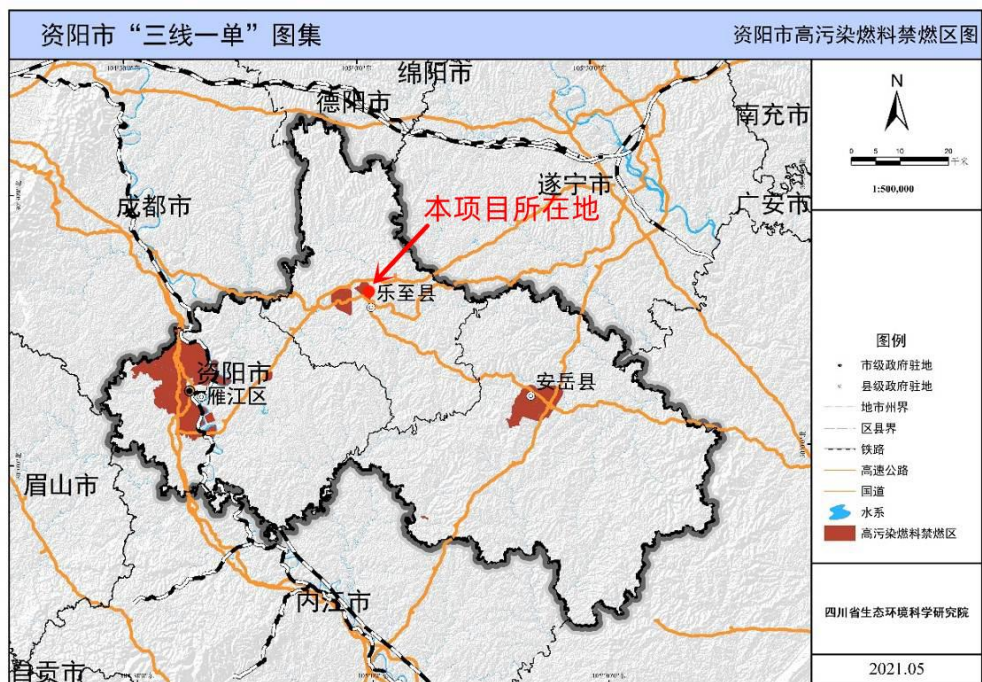 资阳市“三线一单”图集
资阳市高污染燃料禁燃区图
绵阳市
德阳市
南充市
遂宁市
成都市
广安市
本项目所在地
乐至县
资阳市
雁江区
安岳县
眉山市
内江市
自贡市
N
0 5 10 20
千米
1:500,000
图例
市级政府驻地
县级政府驻地
地市州界
区县界
铁路
高速公路
国道
水系
高污染燃料禁燃区
四川省生态环境科学研究院
2021.05